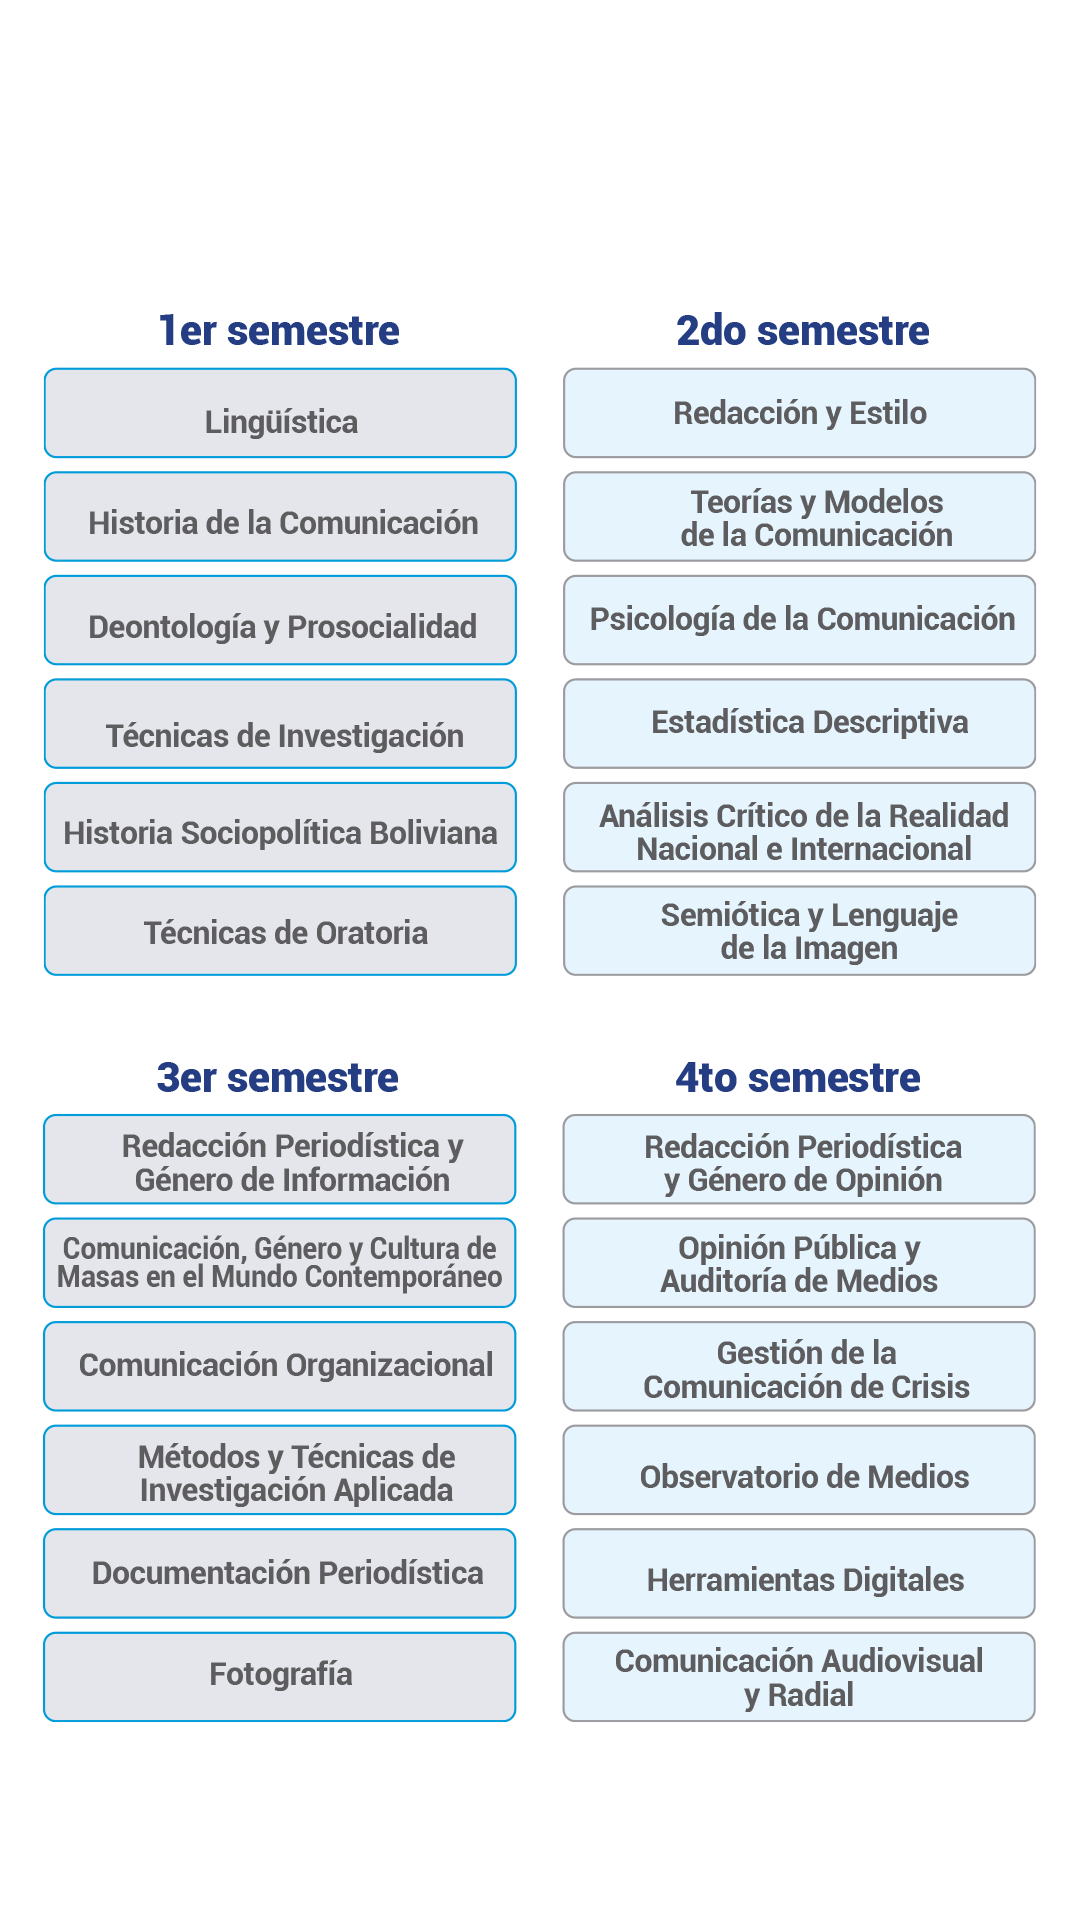 1er semestre
Lingüística
Historia de la Comunicación
Deontología y Prosocialidad
Técnicas de Investigación
Historia Sociopolítica Boliviana
Técnicas de Oratoria
2do semestre
Redacción y Estilo
Teorías y Modelos
de la Comunicación
Psicología de la Comunicación
Estadística Descriptiva
Análisis Crítico de la Realidad
Nacional e Internacional
Semiótica y Lenguaje
de la Imagen
3er semestre
Redacción Periodística y
Género de Información
Comunicación, Género y Cultura de
Masas en el Mundo Contemporáneo
Comunicación Organizacional
Métodos y Técnicas de
Investigación Aplicada
Documentación Periodística
Fotografía
4to semestre
Redacción Periodística
y Género de Opinión
Opinión Pública y
Auditoría de Medios
Gestión de la
Comunicación de Crisis
Observatorio de Medios
Herramientas Digitales
Comunicación Audiovisual
y Radial